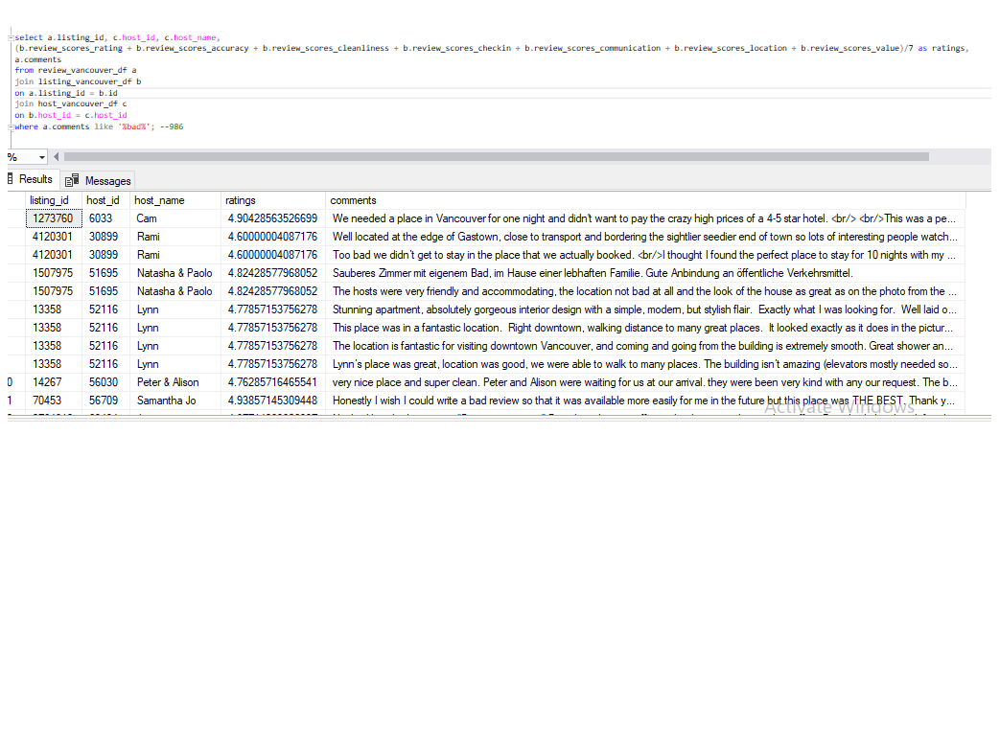 select a.listing_id, c.host_id, c.host_name,
(b.review_scores_rating + b.review_scores_accuracy + b.review_scores_cleanliness + b.review_scores_checkin + b.review_scores_communication + b.review_scores_location + b.review_scores_value)/7 as ratings,
a.comments
from review_vancouver_df a
join listing_vancouver_df b
on a.listing_id = b.id
join host_vancouver_df c
on b.host_id = c.host_id
where a.comments like '%bad%'; --986
%
Results Messages
listing_id host_id host_name ratings comments
1273760 6033 Cam 4.90428563526699 We needed a place in Vancouver for one night and didn't want to pay the crazy high prices of a 4-5 star hotel. <br/> <br/>This was a pe...
4120301 30899 Rami 4.60000004087176 Well located at the edge of Gastown, close to transport and bordering the sightlier seedier end of town so lots of interesting people watch...
4120301 30899 Rami 4.60000004087176 Too bad we didn't get to stay in the place that we actually booked. <br/>I thought I found the perfect place to stay for 10 nights with my ...
1507975 51695 Natasha & Paolo 4.82428577968052 Sauberes Zimmer mit eigenem Bad, im Hause einer lebhaften Familie. Gute Anbindung an öffentliche Verkehrsmittel.
1507975 51695 Natasha & Paolo 4.82428577968052 The hosts were very friendly and accommodating, the location not bad at all and the look of the house as great as on the photo from the ...
13358 52116 Lynn 4.77857153756278 Stunning apartment, absolutely gorgeous interior design with a simple, modern, but stylish flair.  Exactly what I was looking for.  Well laid o...
13358 52116 Lynn 4.77857153756278 This place was in a fantastic location.  Right downtown, walking distance to many great places.  It looked exactly as it does in the pictur...
13358 52116 Lynn 4.77857153756278 The location is fantastic for visiting downtown Vancouver, and coming and going from the building is extremely smooth. Great shower an...
13358 52116 Lynn 4.77857153756278 Lynn's place was great, location was good, we were able to walk to many places. The building isn't amazing (elevators mostly needed so...
0 14267 56030 Peter & Alison 4.76285716465541 very nice place and super clean. Peter and Alison were waiting for us at our arrival. they were been very kind with any our request. The b...
1 70453 56709 Samantha Jo 4.93857145309448 Honestly I wish I could write a bad review so that it was available more easily for me in the future but this place was THE BEST. Thank y...
Activate Windows